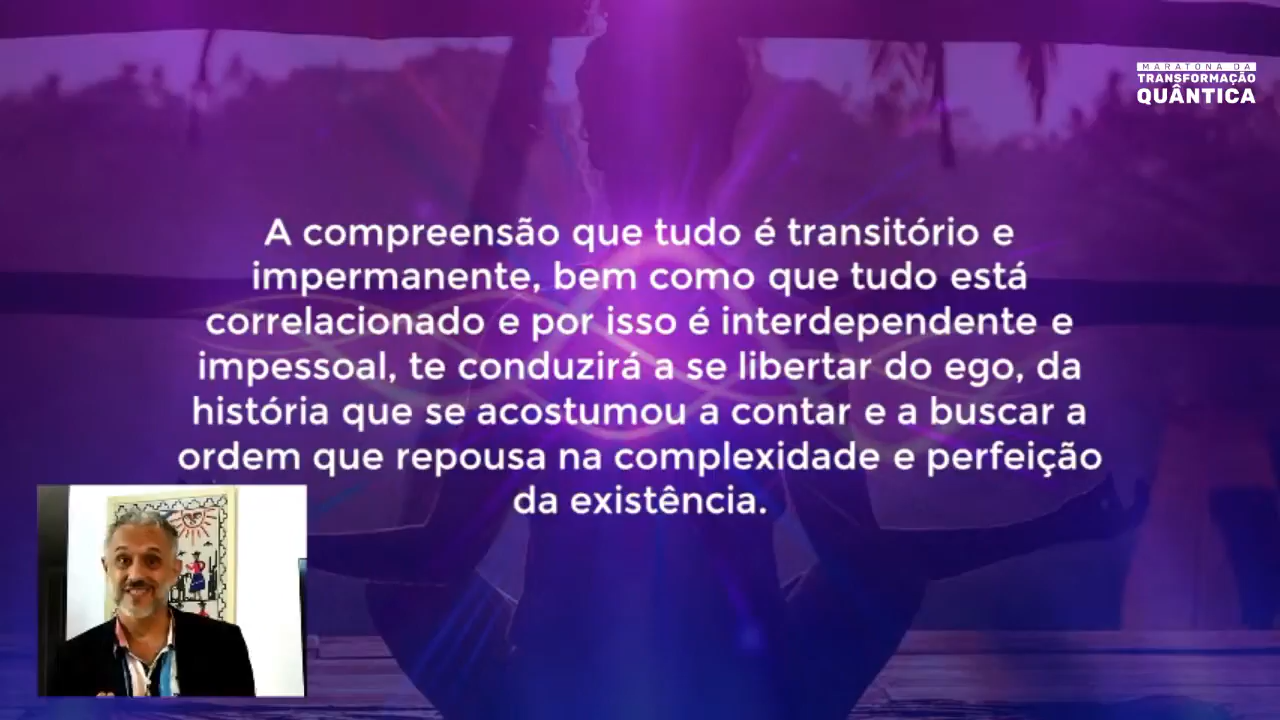 MARATONA DA
TRANSFORMAÇÃO
QUÂNTICA
A compreensão que tudo é transitório e
impermanente, bem como que tudo está
correlacionado e por isso é interdependente e
impessoal, te conduzirá a se libertar do ego, da
história que se acostumou a contar e a buscar a
ordem que repousa na complexidade e perfeição
da existência.